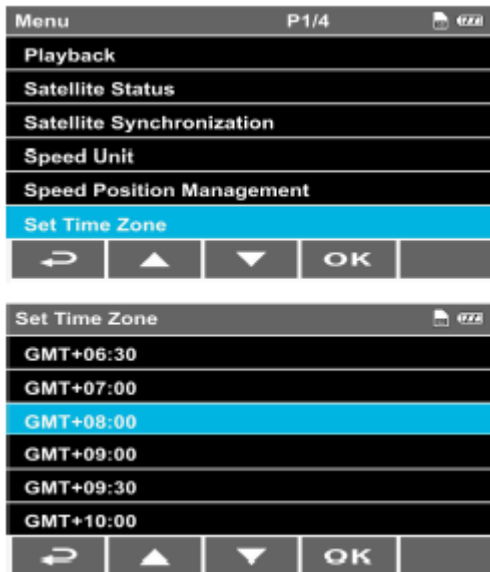 Menu P1/4
Playback
Satellite Status
Satellite Synchronization
Speed Unit
Speed Position Management
Set Time Zone
OK
Set Time Zone
GMT+06:30
GMT+07:00
GMT+08:00
GMT+09:00
GMT+09:30
GMT+10:00
OK